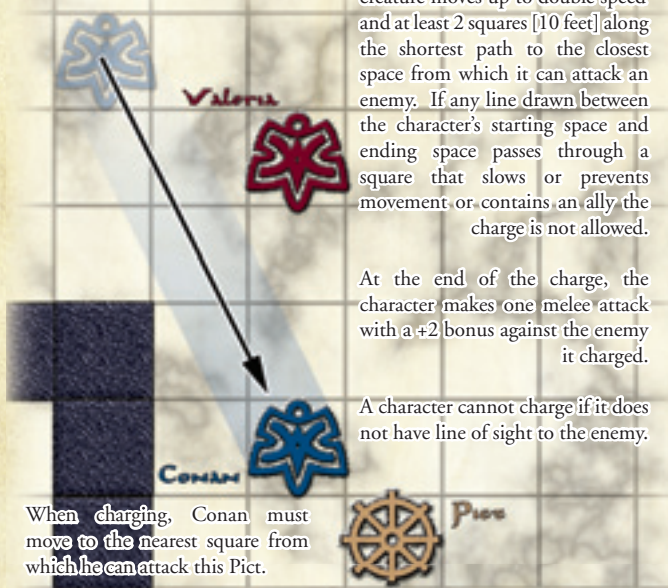 creature moves up to double speed
and at least 2 squares [10 feet] along
the shortest path to the closest
space from which it can attack an
enemy. If any line drawn between
the character's starting space and
ending space passes through a
square that slows or prevents
movement or contains an ally the
charge is not allowed.
At the end of the charge, the
character makes one melee attack
with a +2 bonus against the enemy
it charged.
A character cannot charge if it does
not have line of sight to the enemy.
Valeria
Conan
Pict
When charging, Conan must
move to the nearest square from
which he can attack this Pict.